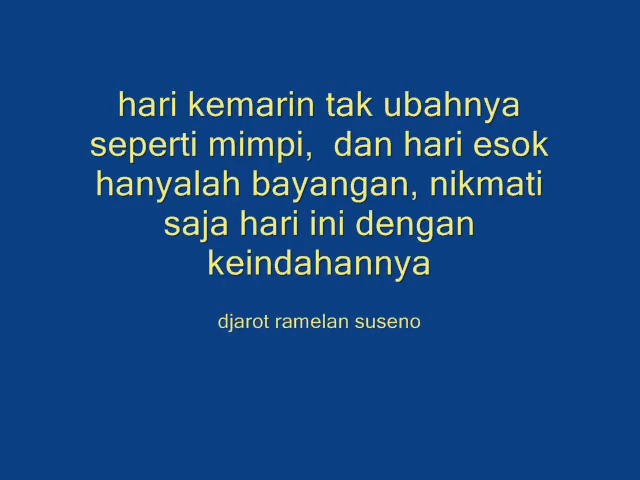 hari kemarin tak ubahnya
seperti mimpi,  dan hari esok
hanyalah bayangan, nikmati
saja hari ini dengan
keindahannya
djarot ramelan suseno